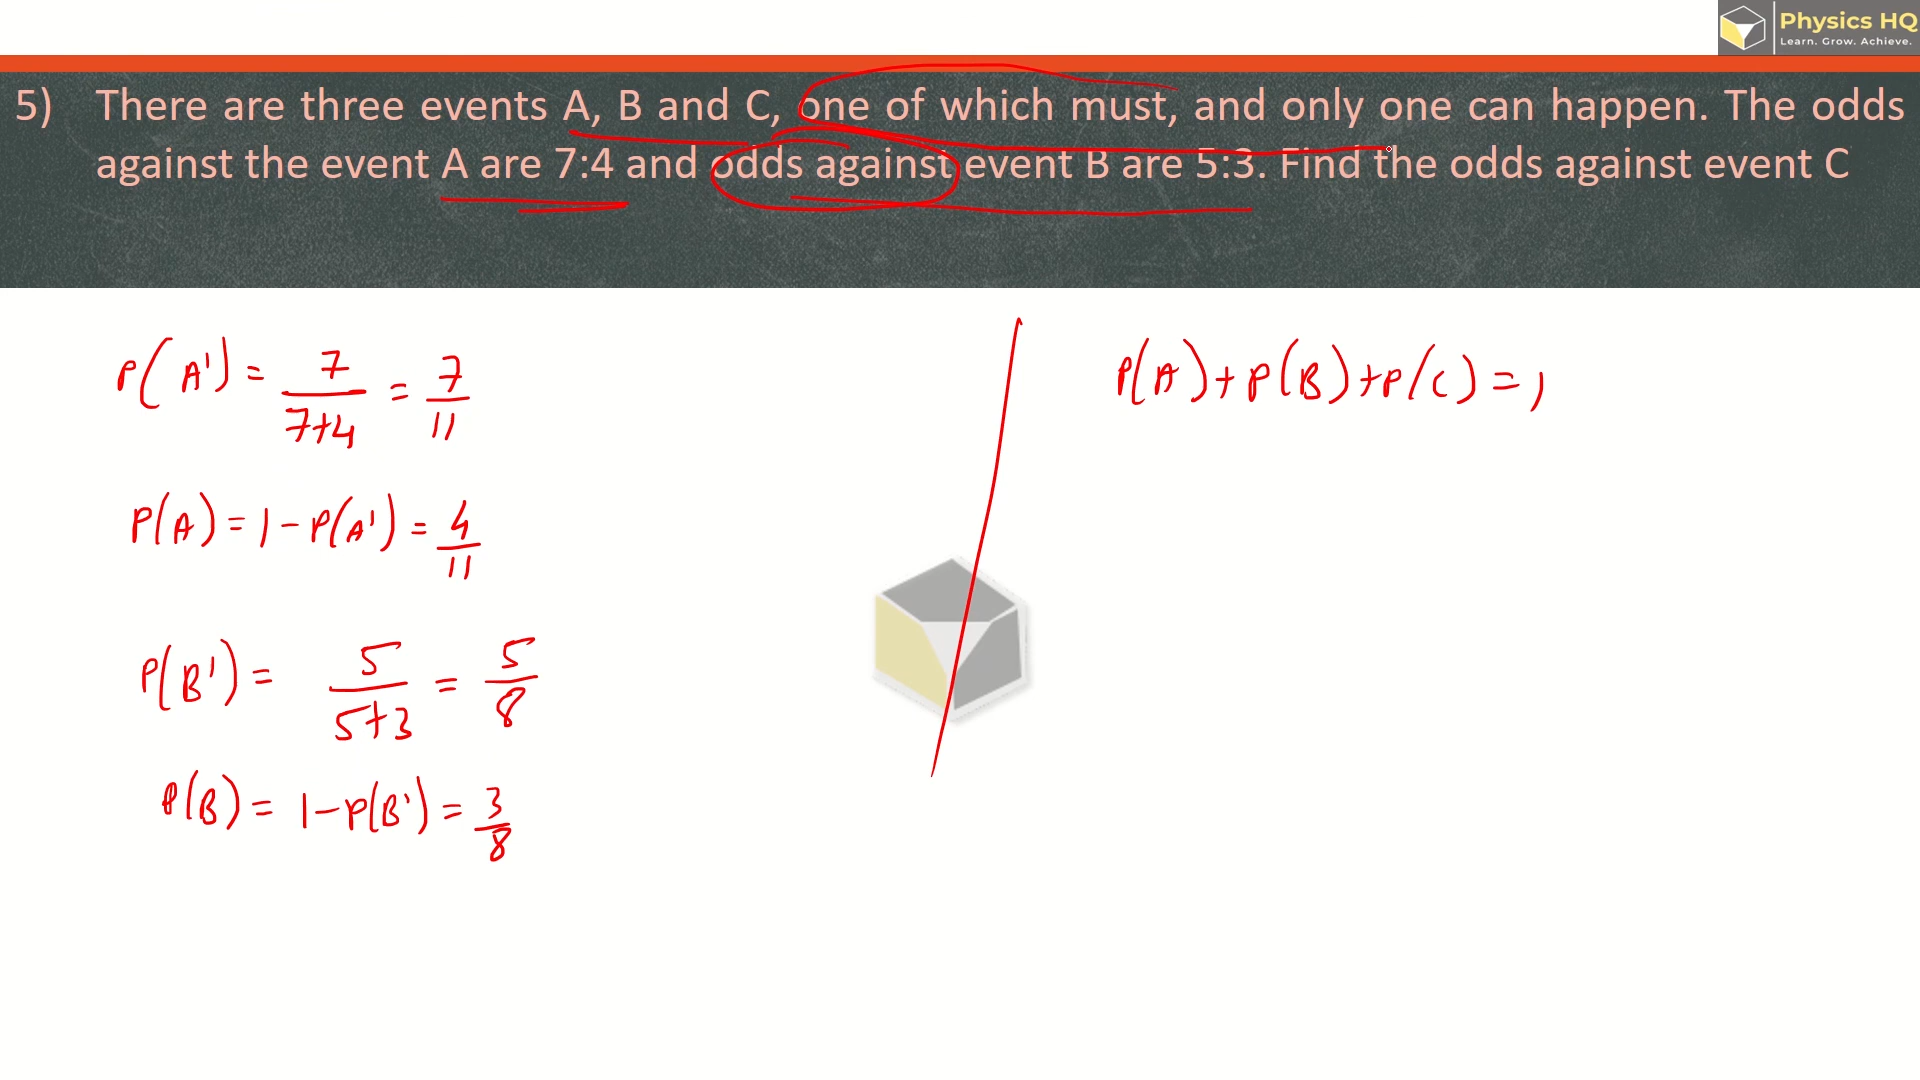 Physics HQ
Learn. Grow. Achieve.
5) There are three events A, B and C, one of which must, and only one can happen. The odds
against the event A are 7:4 and odds against event B are 5:3. Find the odds against event C
P(A') = 7/(7+4) = 7/11
P(A) = 1 - P(A') = 4/11
P(B') = 5/(5+3) = 5/8
P(B) = 1 - P(B') = 3/8
P(A) + P(B) + P(C) = 1